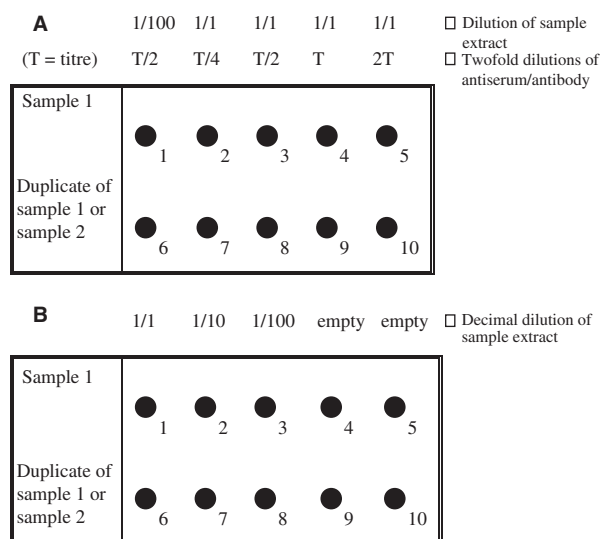 A 1/100 1/1 1/1 1/1 1/1 □ Dilution of sample
extract
(T = titre) T/2 T/4 T/2 T 2T □ Twofold dilutions of
antiserum/antibody
Sample 1
1 2 3 4 5
Duplicate of
sample 1 or
sample 2
6 7 8 9 10
B 1/1 1/10 1/100 empty empty □ Decimal dilution of
sample extract
Sample 1
1 2 3 4 5
Duplicate of
sample 1 or
sample 2
6 7 8 9 10